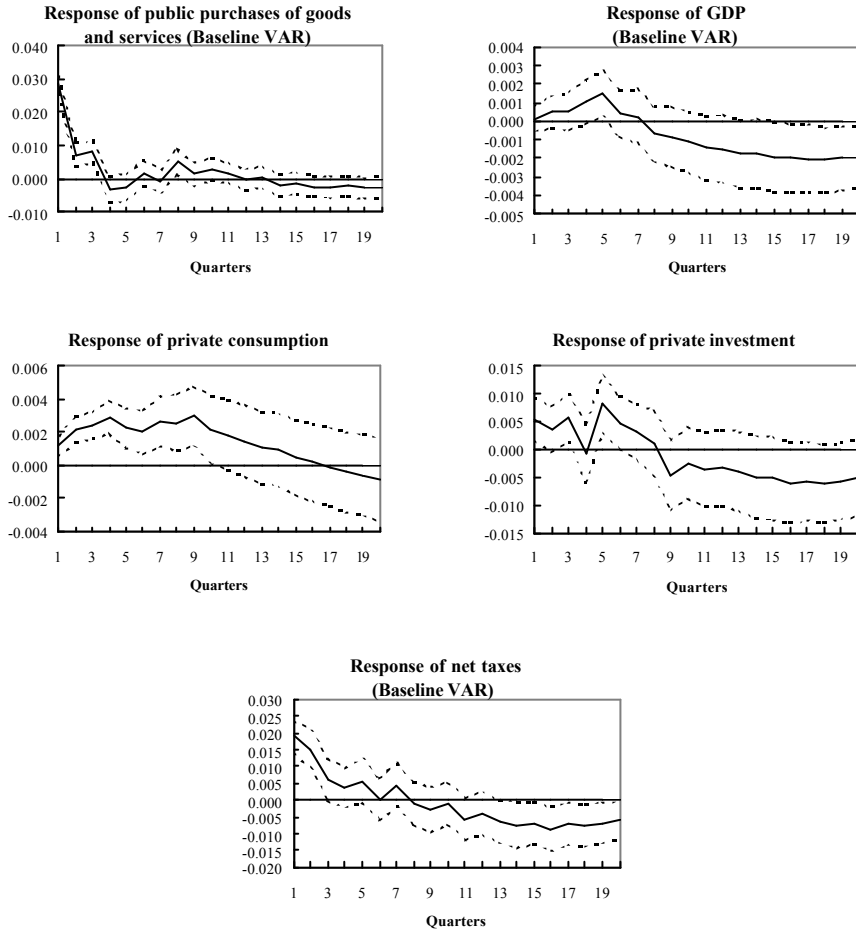 Response of public purchases of goods
and services (Baseline VAR)
0.040
0.030
0.020
0.010
0.000
-0.010
1 3 5 7 9 11 13 15 17 19
Quarters
Response of GDP
(Baseline VAR)
0.004
0.003
0.002
0.001
0.000
-0.001
-0.002
-0.003
-0.004
-0.005
1 3 5 7 9 11 13 15 17 19
Quarters
Response of private consumption
0.006
0.004
0.002
0.000
-0.002
-0.004
1 3 5 7 9 11 13 15 17 19
Quarters
Response of private investment
0.015
0.010
0.005
0.000
-0.005
-0.010
-0.015
1 3 5 7 9 11 13 15 17 19
Quarters
Response of net taxes
(Baseline VAR)
0.030
0.025
0.020
0.015
0.010
0.005
0.000
-0.005
-0.010
-0.015
-0.020
1 3 5 7 9 11 13 15 17 19
Quarters